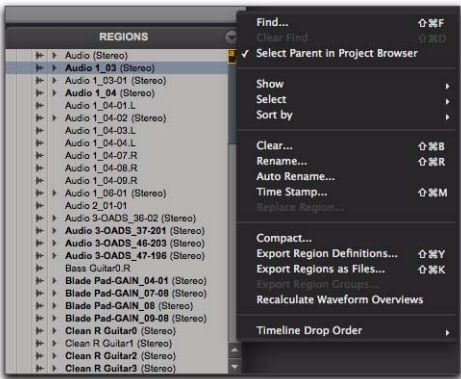 REGIONS
Audio (Stereo)
Audio 1_03 (Stereo)
Audio 1_03-01 (Stereo)
Audio 1_04 (Stereo)
Audio 1_04-01.L
Audio 1_04-02 (Stereo)
Audio 1_04-03.L
Audio 1_04-04.L
Audio 1_04-07.R
Audio 1_04-08.R
Audio 1_04-09.R
Audio 1_06-01 (Stereo)
Audio 2_01-01
Audio 3-OADS_36-02 (Stereo)
Audio 3-OADS_37-201 (Stereo)
Audio 3-OADS_46-203 (Stereo)
Audio 3-OADS_47-196 (Stereo)
Bass Guitar0.R
Blade Pad-GAIN_04-01 (Stereo)
Blade Pad-GAIN_07-08 (Stereo)
Blade Pad-GAIN_08 (Stereo)
Blade Pad-GAIN_09-08 (Stereo)
Clean R Guitar0 (Stereo)
Clean R Guitar1 (Stereo)
Clean R Guitar2 (Stereo)
Clean R Guitar3 (Stereo)
Find... ⇧⌘F
Clear Find ⇧⌘D
✓ Select Parent in Project Browser
Show
Select
Sort by
Clear... ⇧⌘B
Rename... ⇧⌘R
Auto Rename...
Time Stamp... ⇧⌘M
Replace Region...
Compact...
Export Region Definitions... ⇧⌘Y
Export Regions as Files... ⇧⌘K
Export Region Groups...
Recalculate Waveform Overviews
Timeline Drop Order